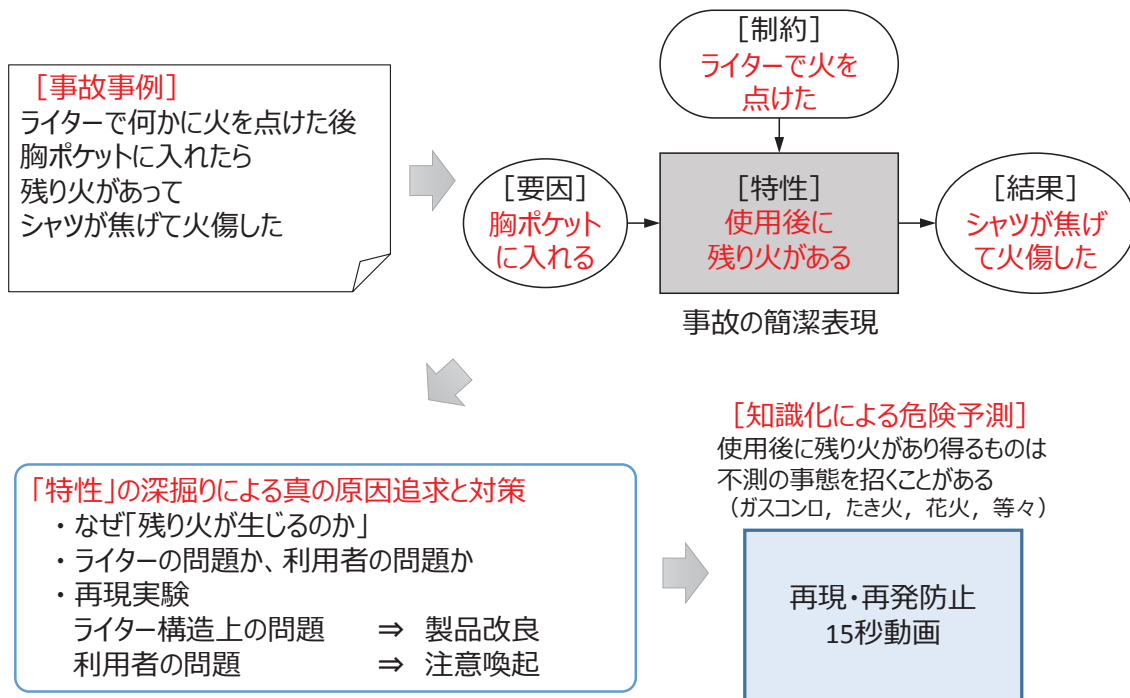 [事故事例]
ライターで何かに火を点けた後
胸ポケットに入れたら
残り火があって
シャツが焦げて火傷した
[制約]
ライターで火を
点けた
[要因]
胸ポケット
に入れる
[特性]
使用後に
残り火がある
[結果]
シャツが焦げ
て火傷した
事故の簡潔表現
「特性」の深掘りによる真の原因追求と対策
・なぜ「残り火が生じるのか」
・ライターの問題か、利用者の問題か
・再現実験
ライター構造上の問題 ⇒ 製品改良
利用者の問題 ⇒ 注意喚起
[知識化による危険予測]
使用後に残り火があり得るものは
不測の事態を招くことがある
（ガスコンロ，たき火，花火，等々）
再現・再発防止
15秒動画